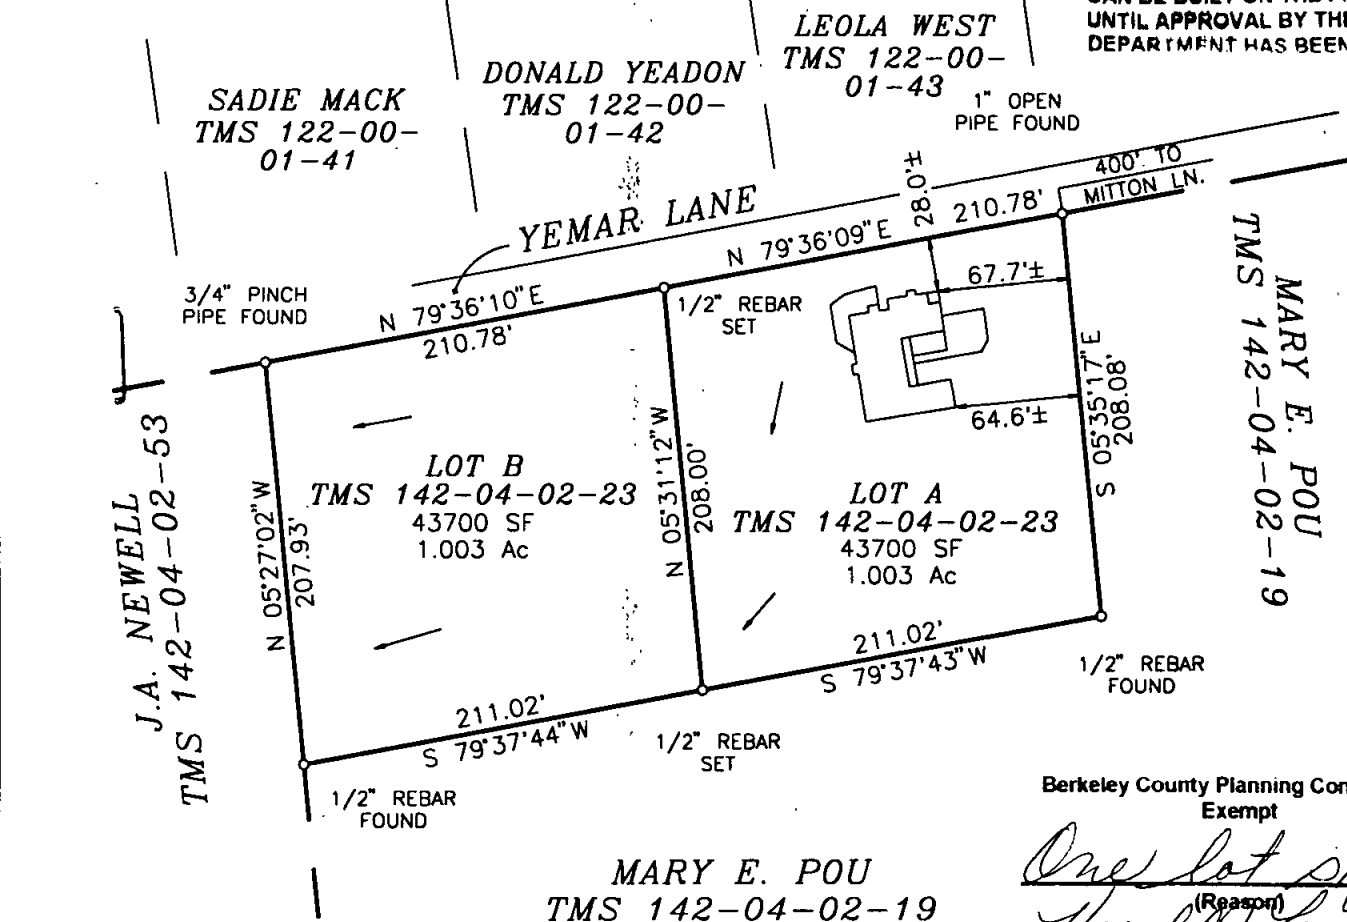 CAN BE BUILT ON
UNTIL APPROVAL BY THE
DEPARTMENT HAS BEEN
LEOLA WEST
TMS 122-00-
01-43
DONALD YEADON
TMS 122-00-
01-42
SADIE MACK
TMS 122-00-
01-41
1" OPEN
PIPE FOUND
YEMAR LANE
400' TO
MITTON LN.
28.0'±
N 79°36'09" E
210.78'
3/4" PINCH
PIPE FOUND
N 79°36'10" E
210.78'
1/2" REBAR
SET
67.7'±
64.6'±
S 05°35'17" E
208.08'
MARY E. POU
TMS 142-04-02-19
J.A. NEWELL
TMS 142-04-02-53
N 05°27'02" W
207.93'
LOT B
TMS 142-04-02-23
43700 SF
1.003 Ac
N 05°31'12" W
208.00'
LOT A
TMS 142-04-02-23
43700 SF
1.003 Ac
211.02'
S 79°37'43" W
1/2" REBAR
FOUND
211.02'
S 79°37'44" W
1/2" REBAR
SET
1/2" REBAR
FOUND
Berkeley County Planning Com
Exempt
One lot
(Reason)
MARY E. POU
TMS 142-04-02-19